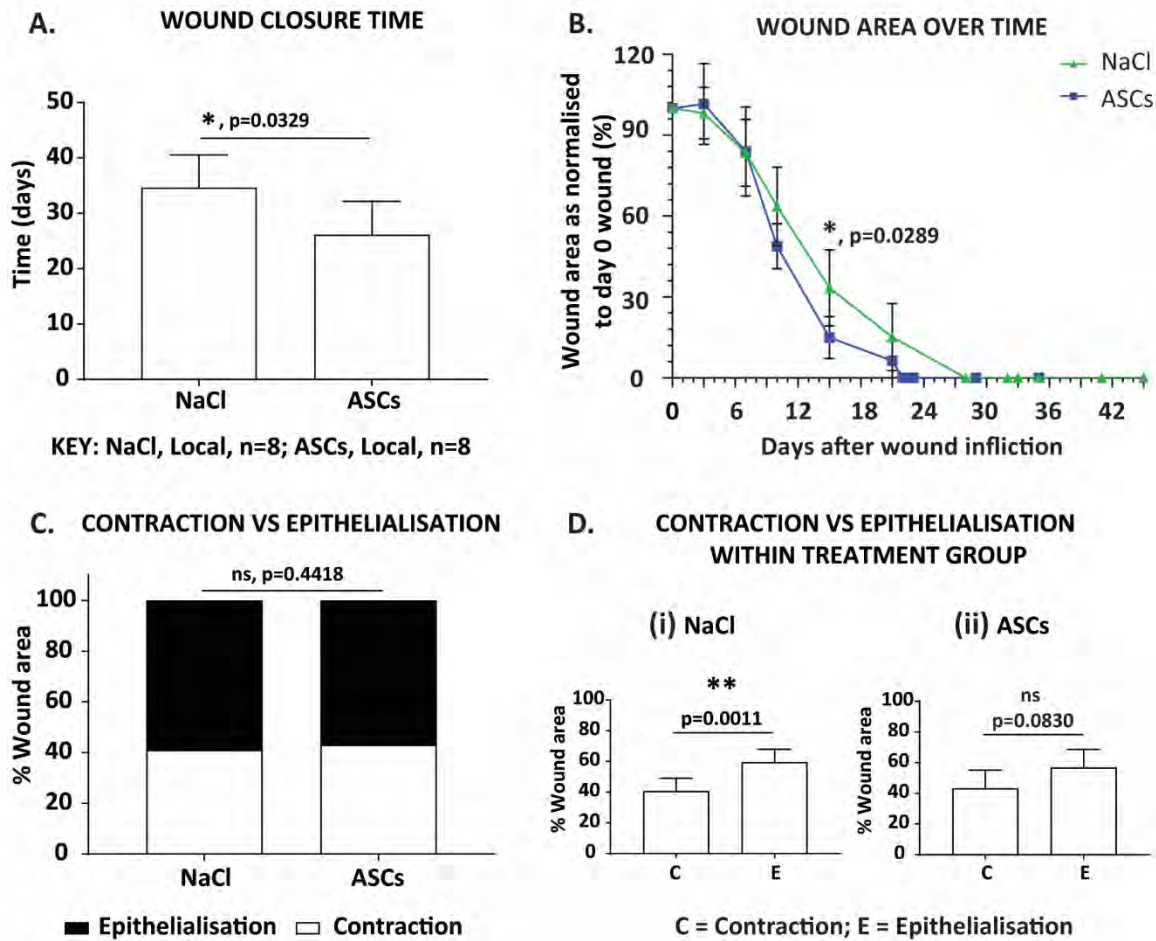 A. WOUND CLOSURE TIME
Time (days)
50
40
30
20
10
0
*, p=0.0329
NaCl ASCs
KEY: NaCl, Local, n=8; ASCs, Local, n=8
B. WOUND AREA OVER TIME
NaCl
ASCs
Wound area as normalised
to day 0 wound (%)
120
90
60
30
0
*, p=0.0289
0 6 12 18 24 30 36 42
Days after wound infliction
C. CONTRACTION VS EPITHELIALISATION
ns, p=0.4418
% Wound area
100
80
60
40
20
0
NaCl ASCs
Epithelialisation Contraction
D. CONTRACTION VS EPITHELIALISATION
WITHIN TREATMENT GROUP
(i) NaCl
**
p=0.0011
% Wound area
100
80
60
40
20
0
C E
(ii) ASCs
ns
p=0.0830
% Wound area
100
80
60
40
20
0
C E
C = Contraction; E = Epithelialisation